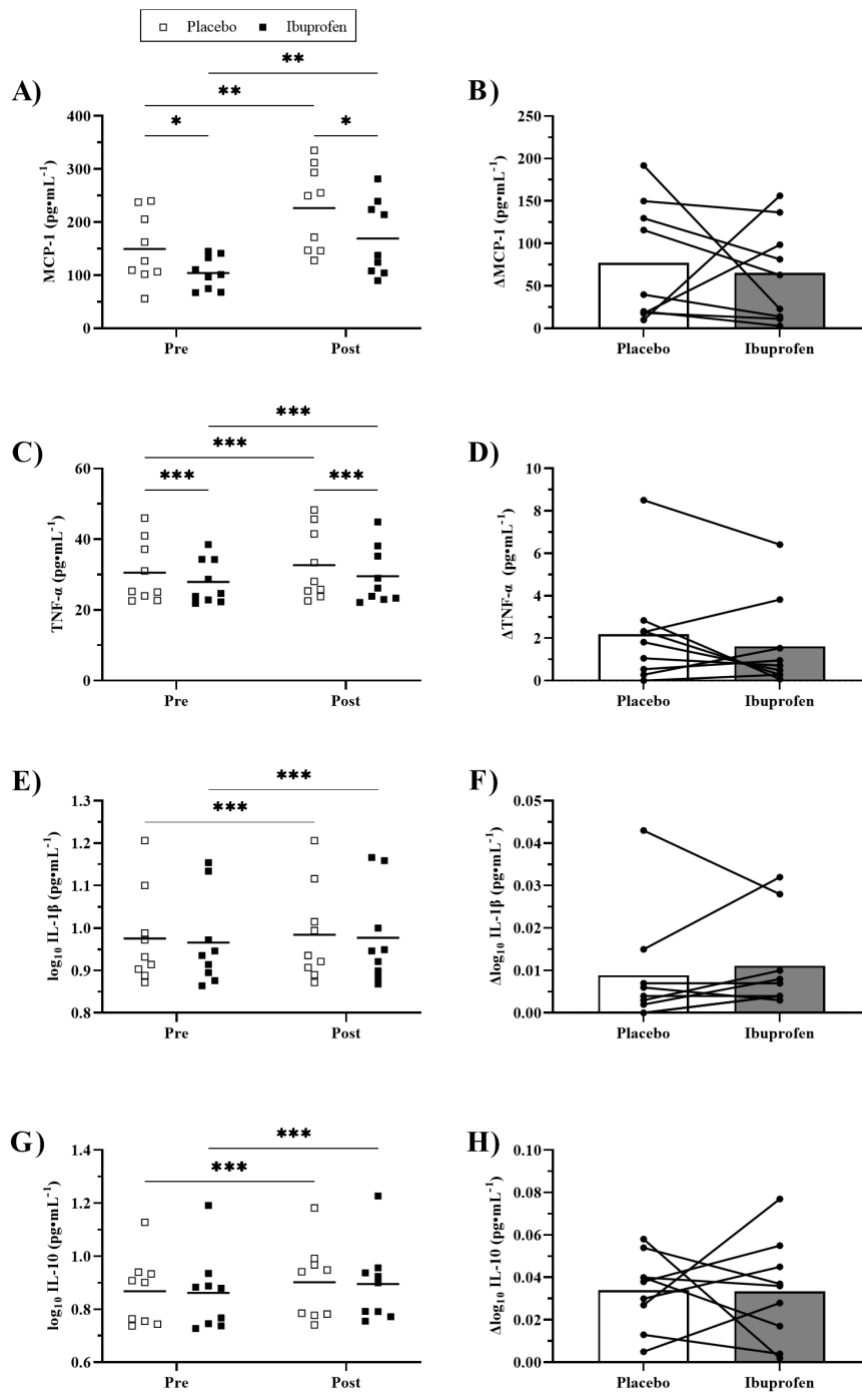 □ Placebo ■ Ibuprofen
A)
**
**
* *
MCP-1 (pg•mL⁻¹)
400
300
200
100
0
Pre Post
B)
ΔMCP-1 (pg•mL⁻¹)
250
200
150
100
50
0
Placebo Ibuprofen
C)
***
***
*** ***
TNF-α (pg•mL⁻¹)
60
40
20
0
Pre Post
D)
ΔTNF-α (pg•mL⁻¹)
10
8
6
4
2
0
Placebo Ibuprofen
E)
***
***
log₁₀ IL-1β (pg•mL⁻¹)
1.3
1.2
1.1
1.0
0.9
0.8
Pre Post
F)
Δlog₁₀ IL-1β (pg•mL⁻¹)
0.05
0.04
0.03
0.02
0.01
0.00
Placebo Ibuprofen
G)
***
***
log₁₀ IL-10 (pg•mL⁻¹)
1.4
1.2
1.0
0.8
0.6
Pre Post
H)
Δlog₁₀ IL-10 (pg•mL⁻¹)
0.10
0.08
0.06
0.04
0.02
0.00
Placebo Ibuprofen